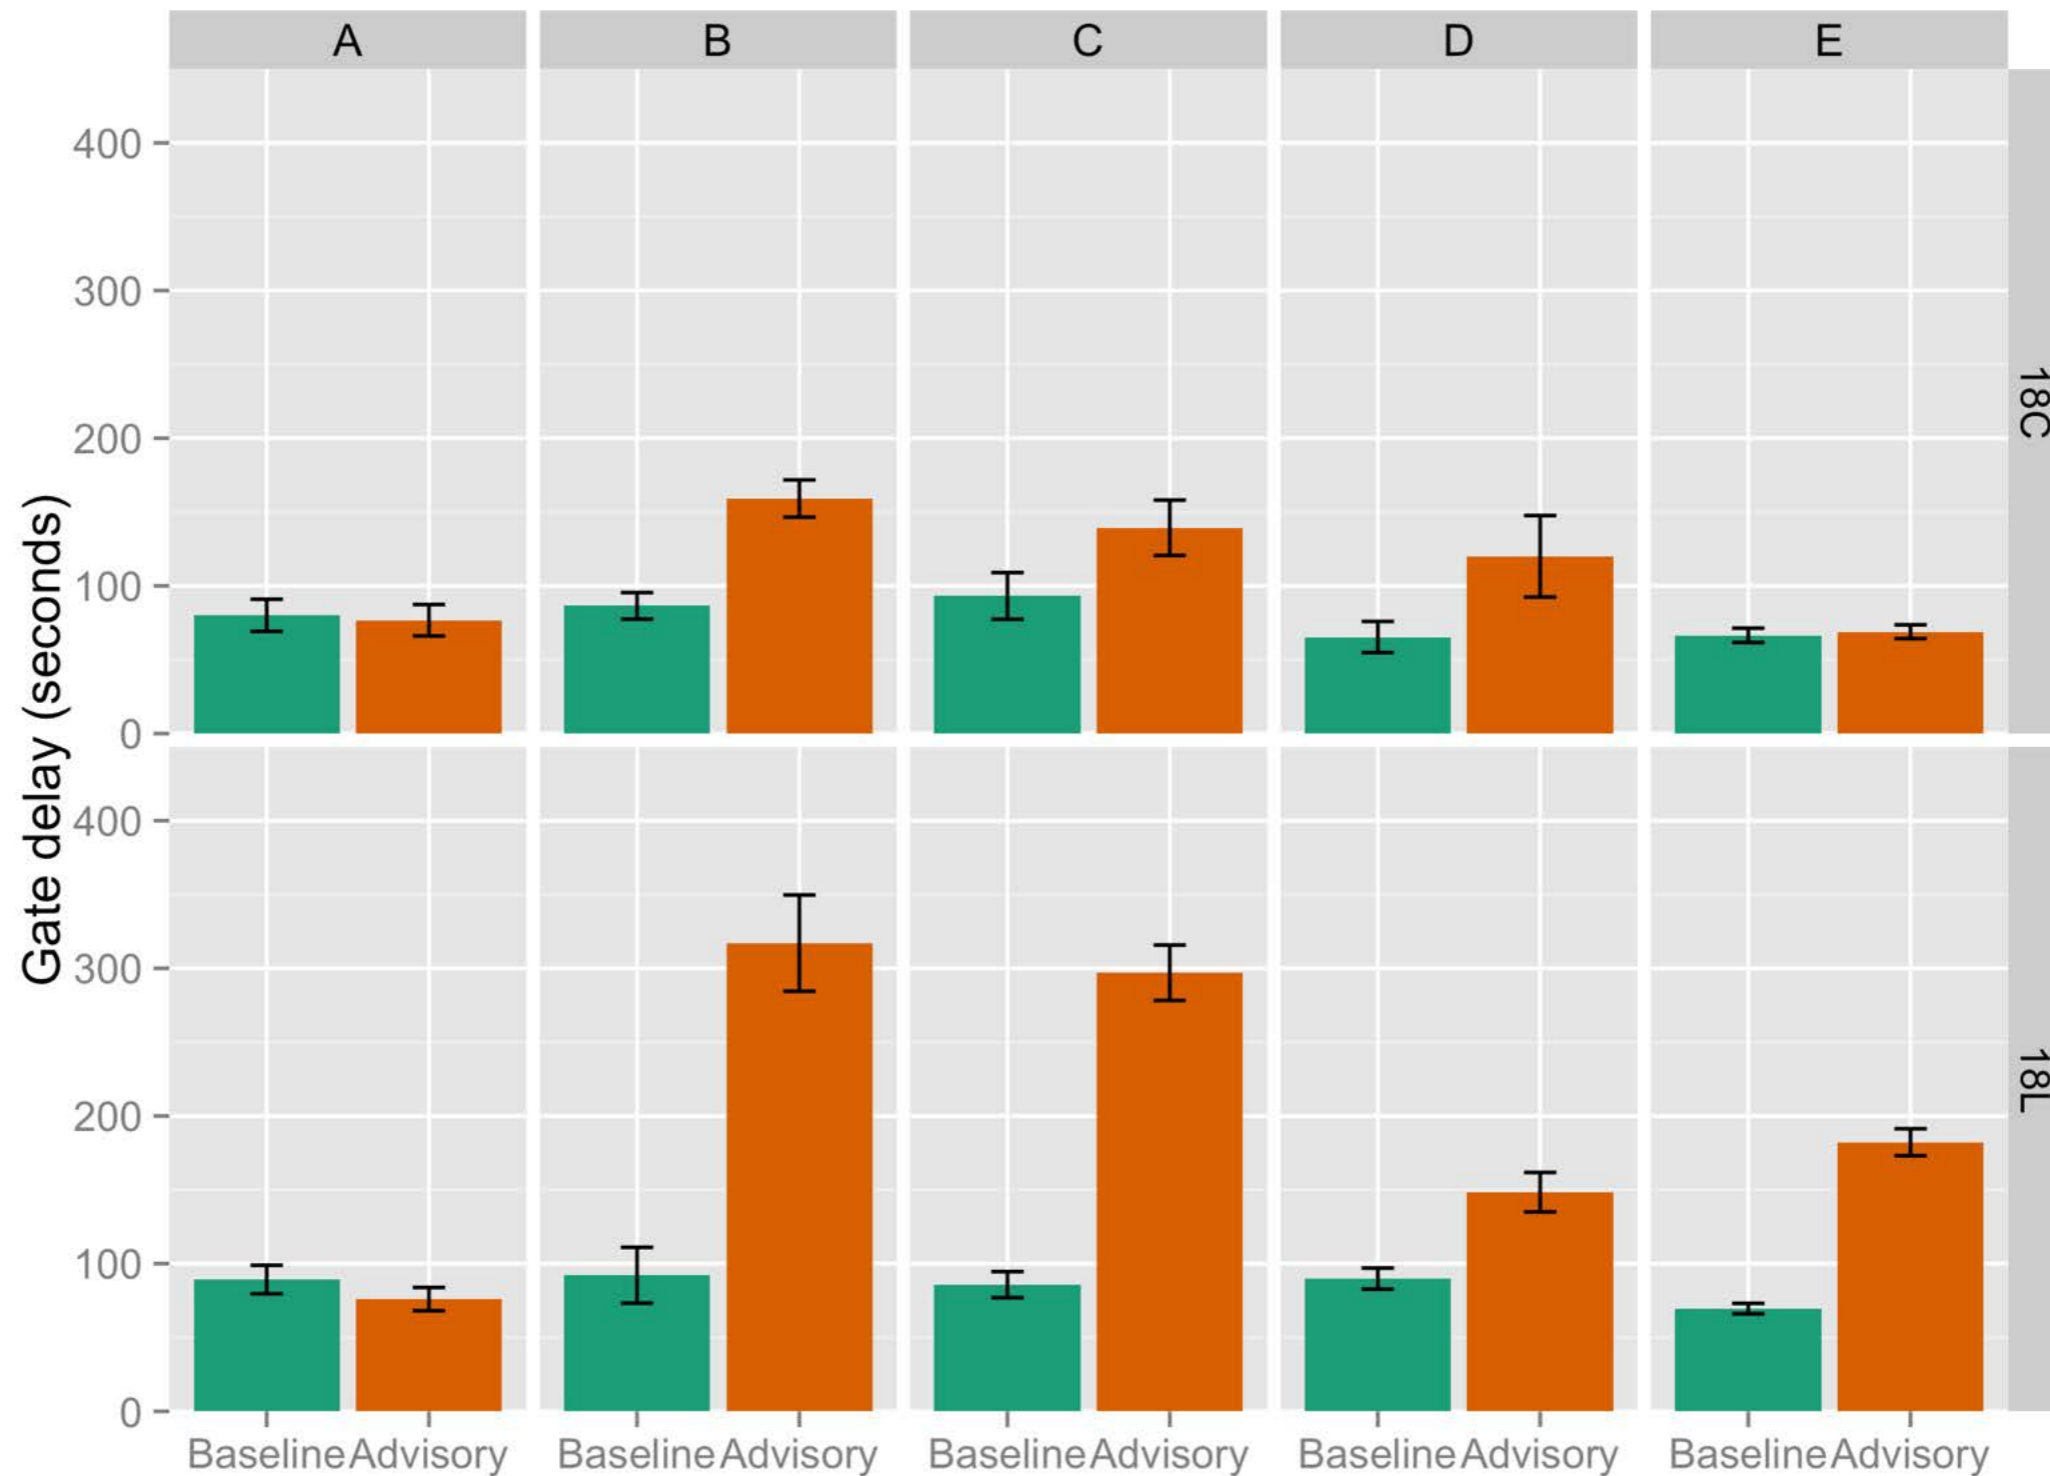 A B C D E
Gate delay (seconds)
400
300
200
100
0
18C
400
300
200
100
0
18L
Baseline Advisory Baseline Advisory Baseline Advisory Baseline Advisory Baseline Advisory